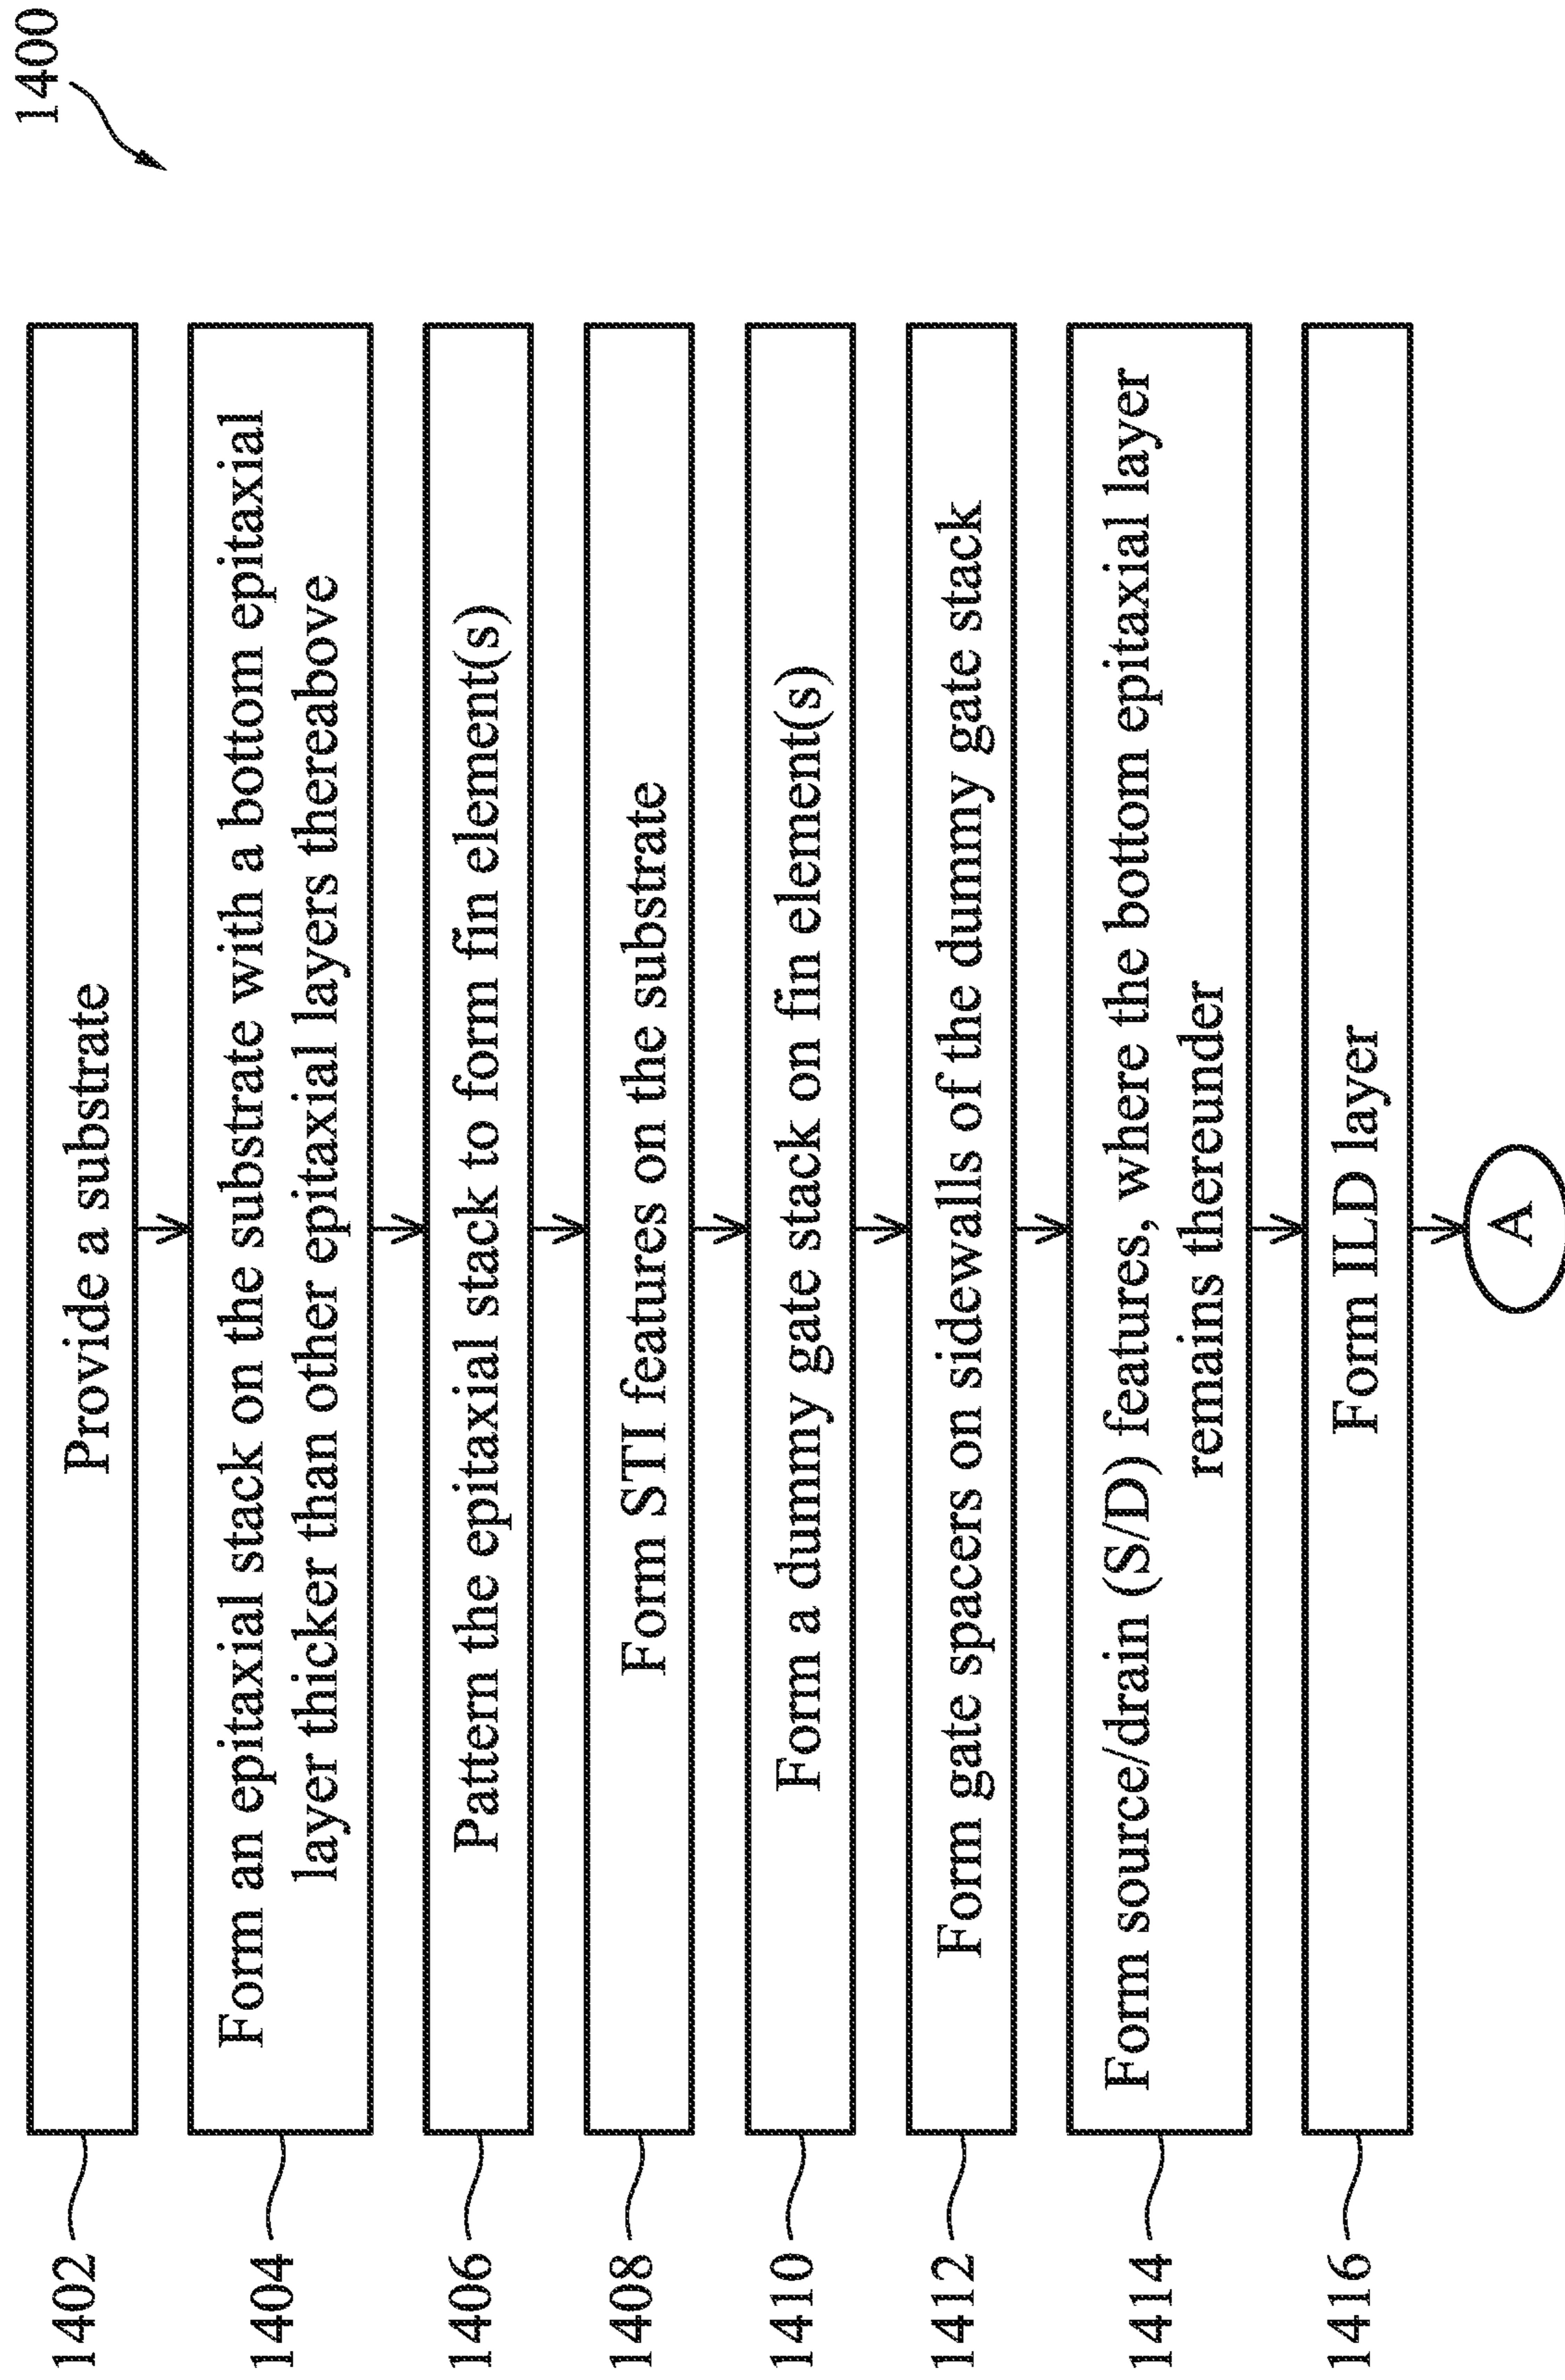 1400
1402
Provide a substrate
1404
Form an epitaxial stack on the substrate with a bottom epitaxial
layer thicker than other epitaxial layers thereabove
1406
Pattern the epitaxial stack to form fin element(s)
1408
Form STI features on the substrate
1410
Form a dummy gate stack on fin element(s)
1412
Form gate spacers on sidewalls of the dummy gate stack
1414
Form source/drain (S/D) features, where the bottom epitaxial layer
remains thereunder
1416
Form ILD layer
A